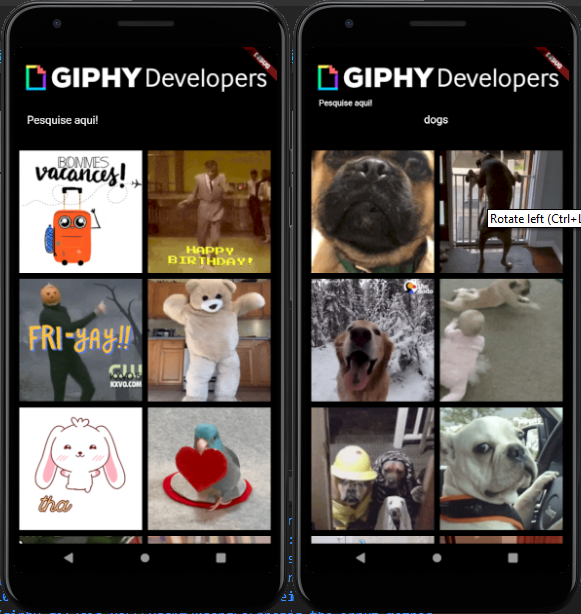 GIPHY Developers
Pesquise aqui!
BONNES
vacances!
HAPPY
BIRTHDAY!
FRI-YAY!!
KXVO.COM
tha
DEBUG
GIPHY Developers
Pesquise aqui!
dogs
Rotate left (Ctrl+L